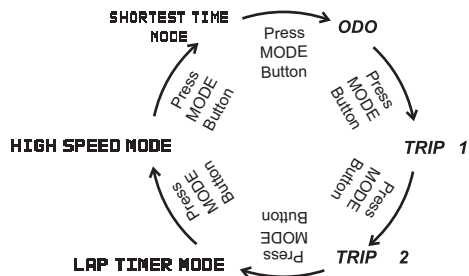 SHORTEST TIME
MODE
ODO
Press
MODE
Button
Press
MODE
Button
Press
MODE
Button
HIGH SPEED MODE
TRIP 1
Press
MODE
Button
Press
MODE
Button
Press
MODE
Button
TRIP 2
LAP TIMER MODE